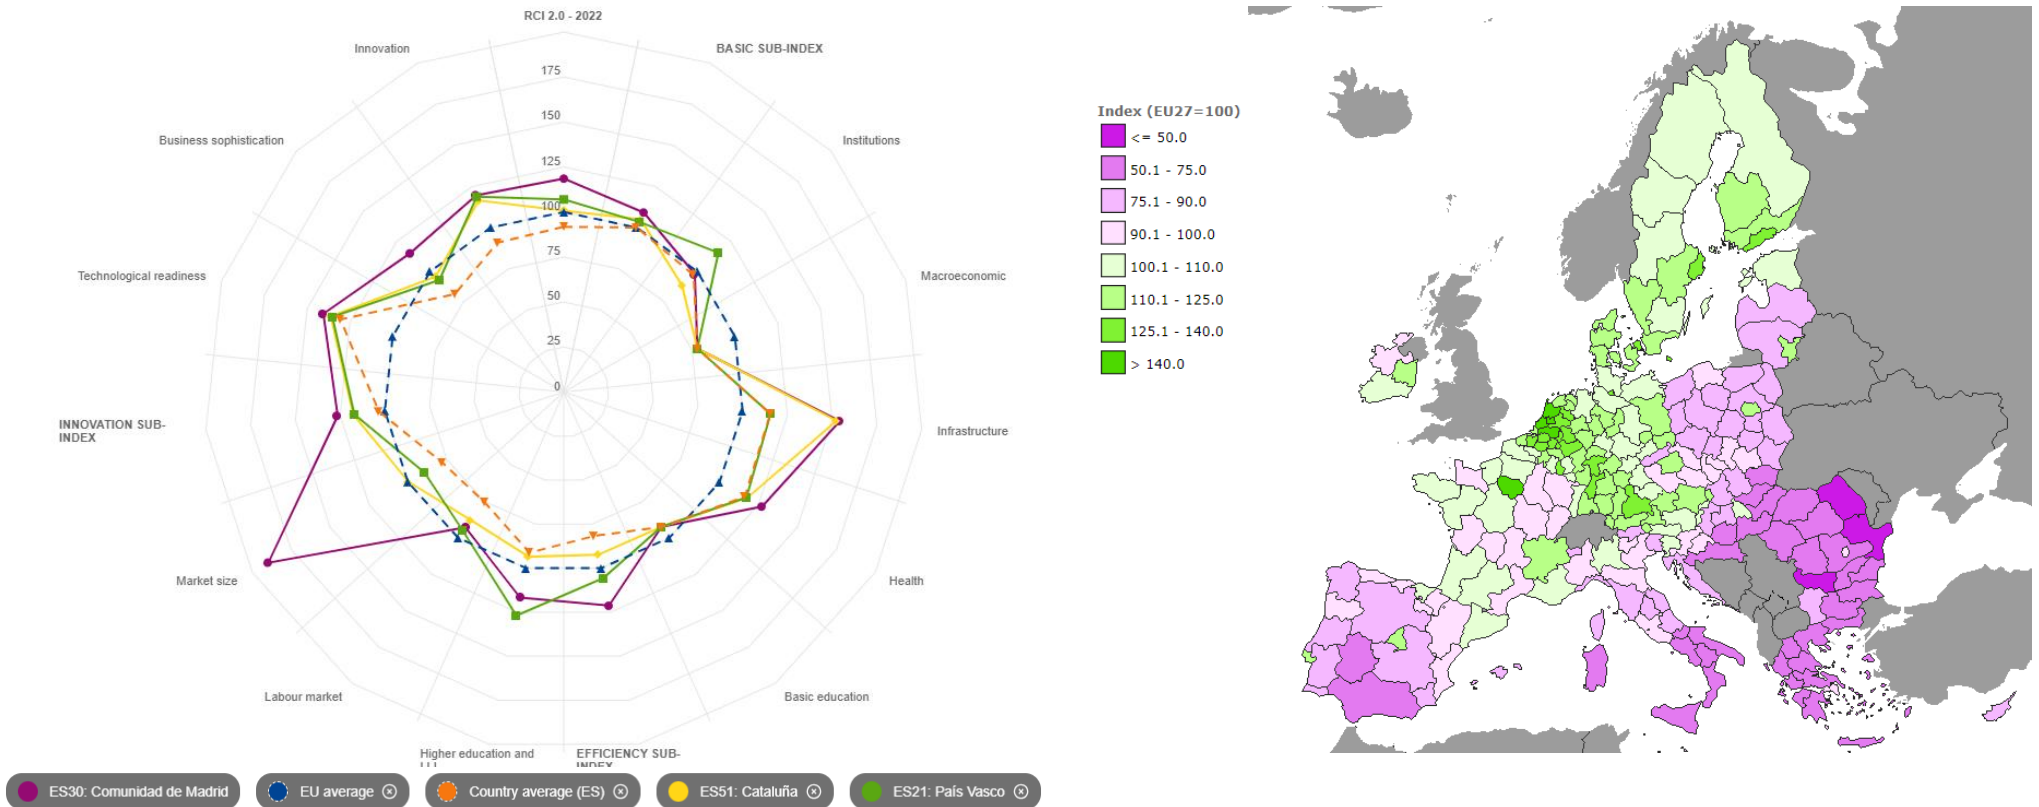 RCI 2.0 - 2022
Innovation
BASIC SUB-INDEX
175
150
Business sophistication
Institutions
125
100
Technological readiness
Macroeconomic
75
50
25
0
INNOVATION SUB-
INDEX
Infrastructure
Market size
Health
Labour market
Basic education
Higher education and
LLL
EFFICIENCY SUB-
INDEX
ES30: Comunidad de Madrid
EU average
Country average (ES)
ES51: Cataluña
ES21: País Vasco
Index (EU27=100)
<= 50.0
50.1 - 75.0
75.1 - 90.0
90.1 - 100.0
100.1 - 110.0
110.1 - 125.0
125.1 - 140.0
> 140.0